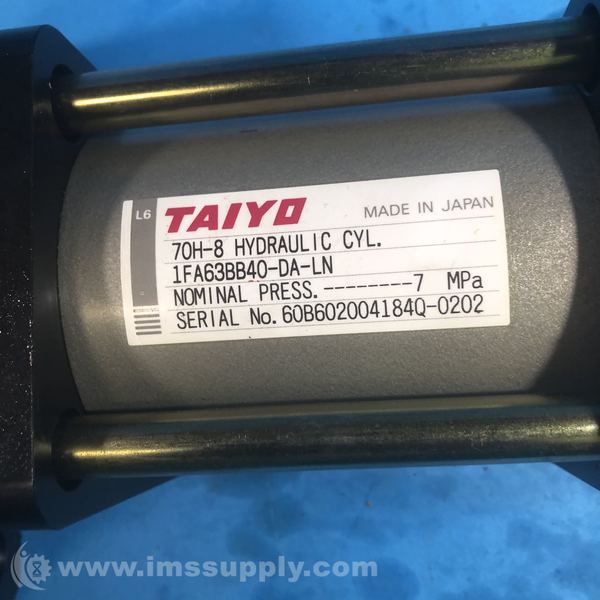 L6
TAIYO MADE IN JAPAN
70H-8 HYDRAULIC CYL.
1FA63BB40-DA-LN
NOMINAL PRESS.--------7 MPa
SERIAL No. 60B602004184Q-0202
iMS
www.imssupply.com